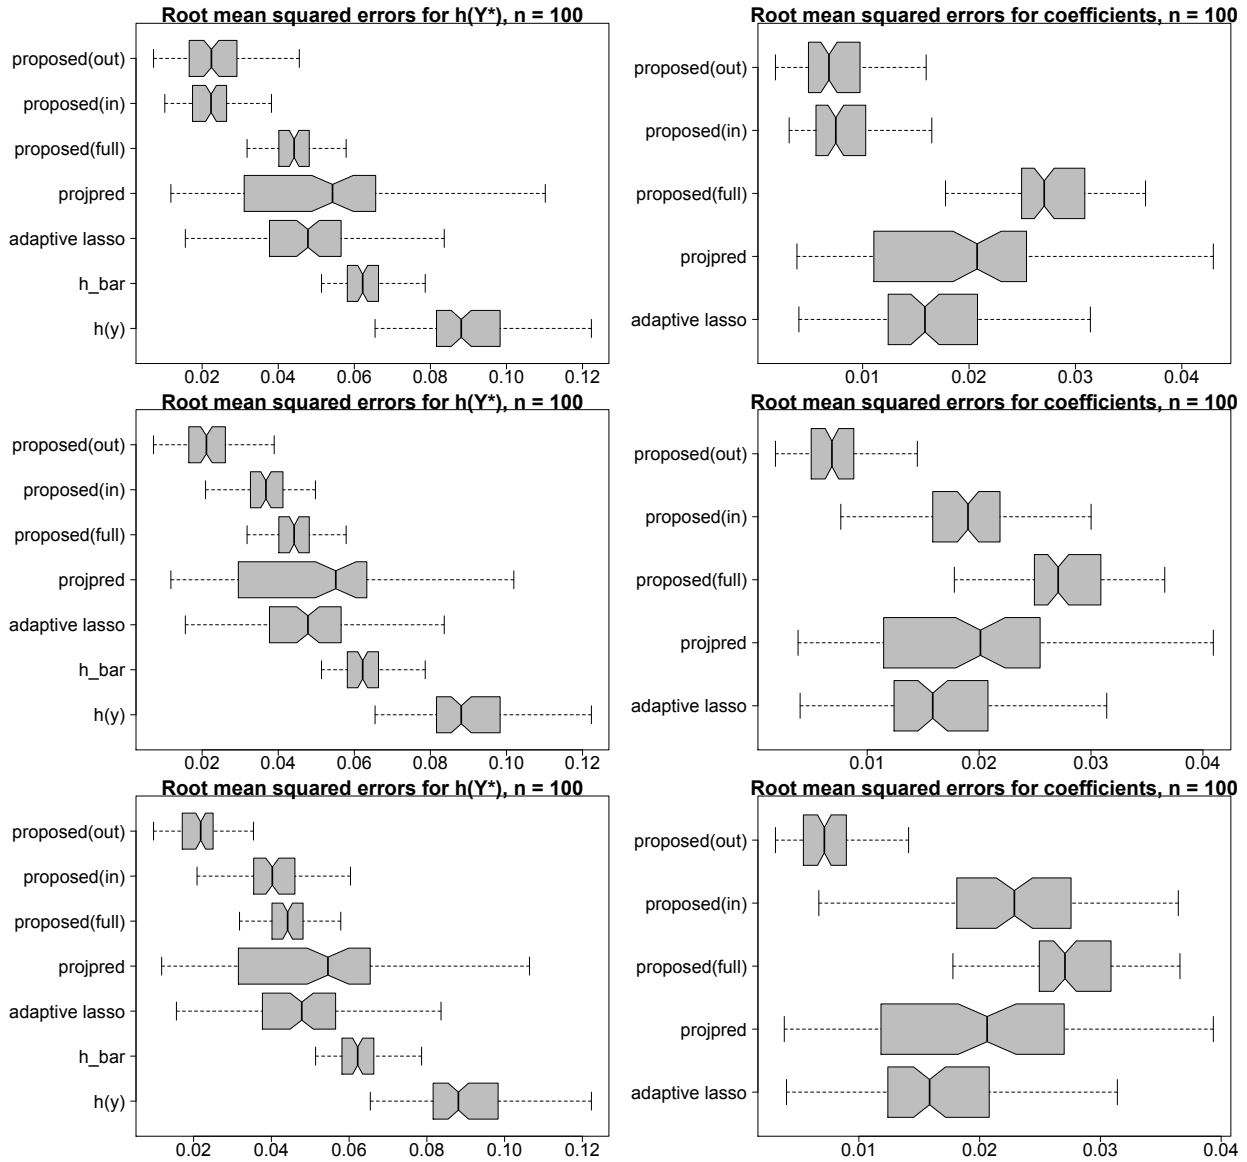 Root mean squared errors for h(Y*), n = 100
proposed(out)
proposed(in)
proposed(full)
projpred
adaptive lasso
h_bar
h(y)
0.02 0.04 0.06 0.08 0.10 0.12
Root mean squared errors for coefficients, n = 100
proposed(out)
proposed(in)
proposed(full)
projpred
adaptive lasso
0.01 0.02 0.03 0.04
Root mean squared errors for h(Y*), n = 100
proposed(out)
proposed(in)
proposed(full)
projpred
adaptive lasso
h_bar
h(y)
0.02 0.04 0.06 0.08 0.10 0.12
Root mean squared errors for coefficients, n = 100
proposed(out)
proposed(in)
proposed(full)
projpred
adaptive lasso
0.01 0.02 0.03 0.04
Root mean squared errors for h(Y*), n = 100
proposed(out)
proposed(in)
proposed(full)
projpred
adaptive lasso
h_bar
h(y)
0.02 0.04 0.06 0.08 0.10 0.12
Root mean squared errors for coefficients, n = 100
proposed(out)
proposed(in)
proposed(full)
projpred
adaptive lasso
0.01 0.02 0.03 0.04